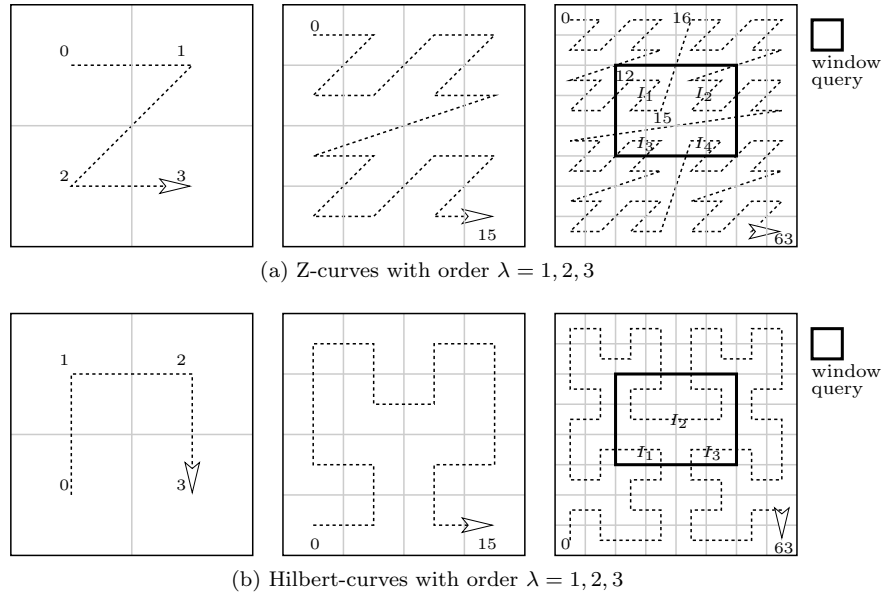 0 1
2 3
0
15
0 16
12
I1 I2
15
I3 I4
63
window
query
(a) Z-curves with order λ = 1, 2, 3
1 2
0 3
0 15
I2
I1 I3
0 63
window
query
(b) Hilbert-curves with order λ = 1, 2, 3